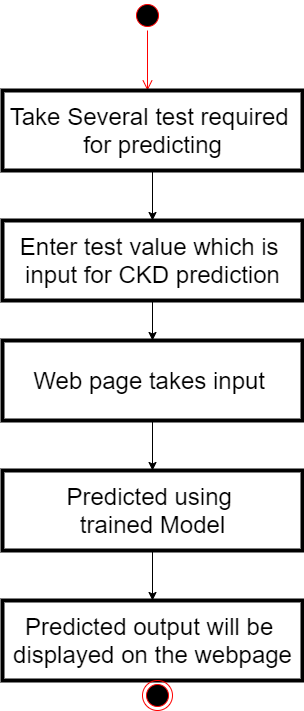 Take Several test required
for predicting
Enter test value which is
input for CKD prediction
Web page takes input
Predicted using
trained Model
Predicted output will be
displayed on the webpage